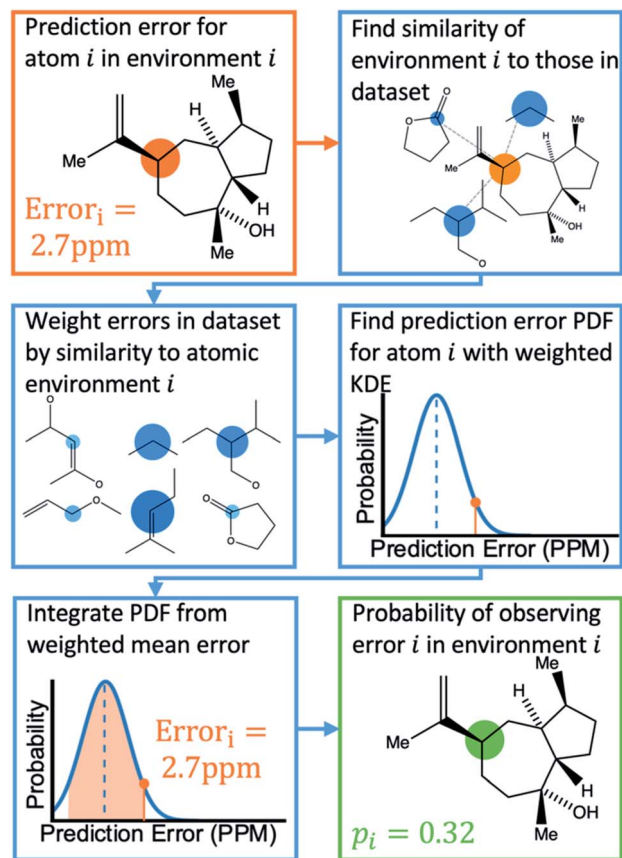 Prediction error for
atom i in environment i
Me
H
Me
H
OH
Me
Error_i =
2.7ppm
Find similarity of
environment i to those in
dataset
O
O
Me
H
Me
H
OH
Me
O
Weight errors in dataset
by similarity to atomic
environment i
O
O
O
O
O
O
Find prediction error PDF
for atom i with weighted
KDE
Probability
Prediction Error (PPM)
Integrate PDF from
weighted mean error
Error_i =
2.7ppm
Probability
Prediction Error (PPM)
Probability of observing
error i in environment i
Me
H
Me
H
OH
Me
p_i = 0.32